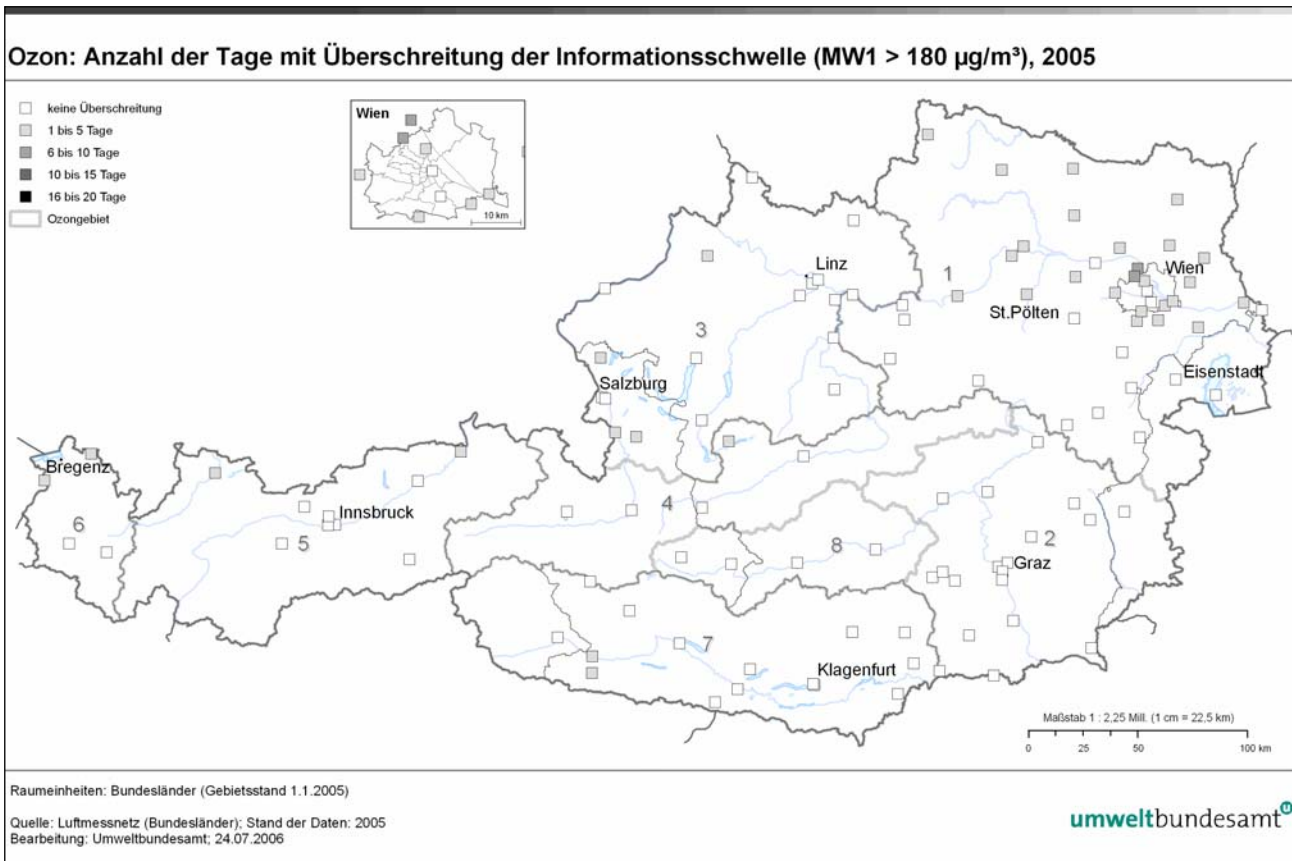 Ozon: Anzahl der Tage mit Überschreitung der Informationsschwelle (MW1 > 180 µg/m³), 2005
keine Überschreitung
1 bis 5 Tage
6 bis 10 Tage
10 bis 15 Tage
16 bis 20 Tage
Ozongebiet
Wien
10 km
Linz
1
Wien
St.Pölten
3
Salzburg
Eisenstadt
Bregenz
Innsbruck
4
6
5
8
2
Graz
7
Klagenfurt
Maßstab 1 : 2,25 Mill. (1 cm = 22,5 km)
0 25 50 100 km
Raumeinheiten: Bundesländer (Gebietsstand 1.1.2005)
Quelle: Luftmessnetz (Bundesländer); Stand der Daten: 2005
Bearbeitung: Umweltbundesamt; 24.07.2006
umweltbundesamt U